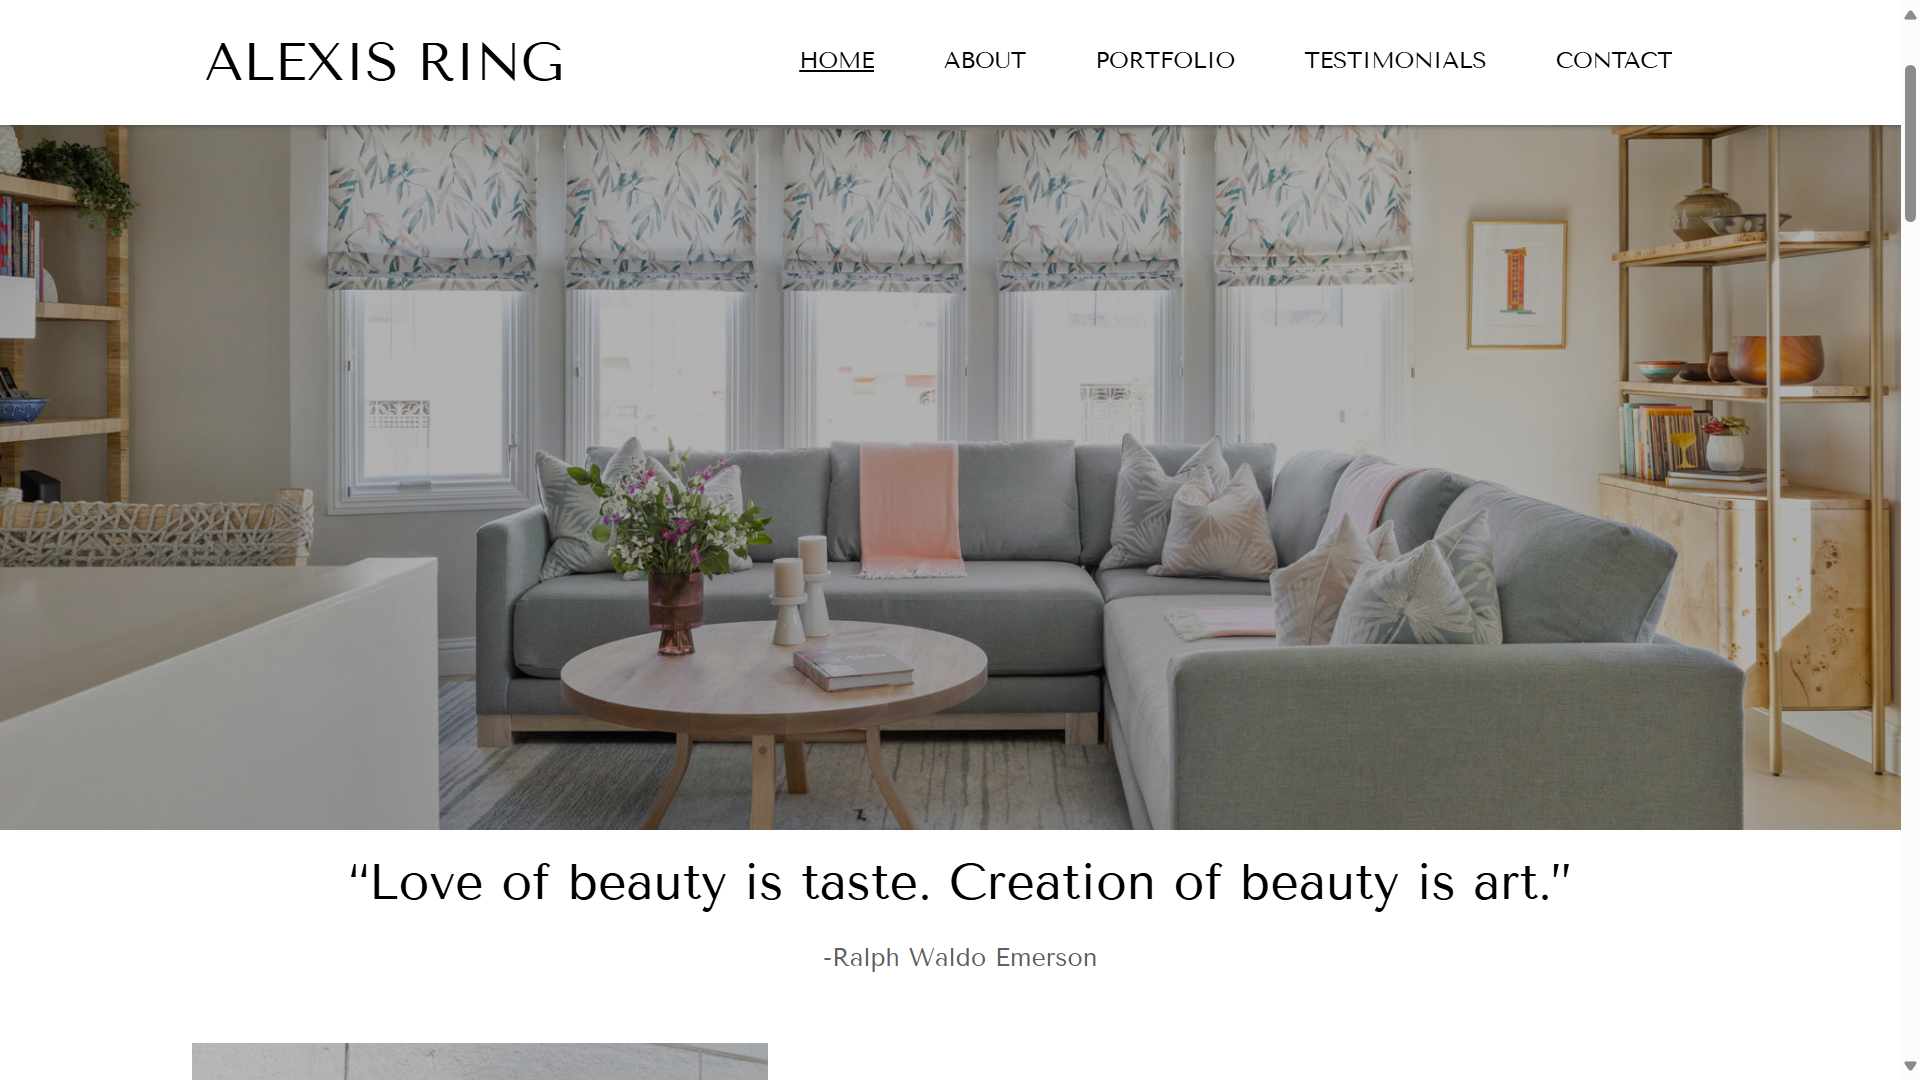 ALEXIS RING
HOME ABOUT PORTFOLIO TESTIMONIALS CONTACT
“Love of beauty is taste. Creation of beauty is art.”
-Ralph Waldo Emerson